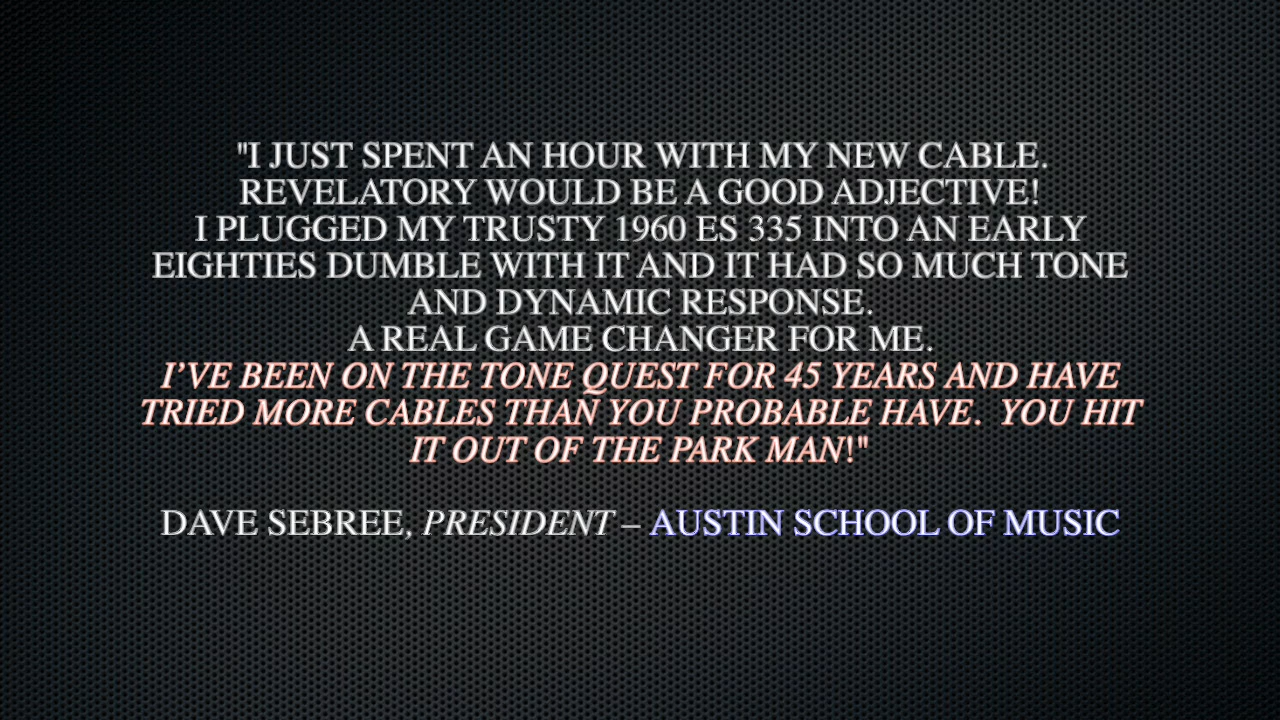 "I JUST SPENT AN HOUR WITH MY NEW CABLE.
REVELATORY WOULD BE A GOOD ADJECTIVE!
I PLUGGED MY TRUSTY 1960 ES 335 INTO AN EARLY
EIGHTIES DUMBLE WITH IT AND IT HAD SO MUCH TONE
AND DYNAMIC RESPONSE.
A REAL GAME CHANGER FOR ME.
I’VE BEEN ON THE TONE QUEST FOR 45 YEARS AND HAVE
TRIED MORE CABLES THAN YOU PROBABLE HAVE.  YOU HIT
IT OUT OF THE PARK MAN!"
DAVE SEBREE, PRESIDENT – AUSTIN SCHOOL OF MUSIC